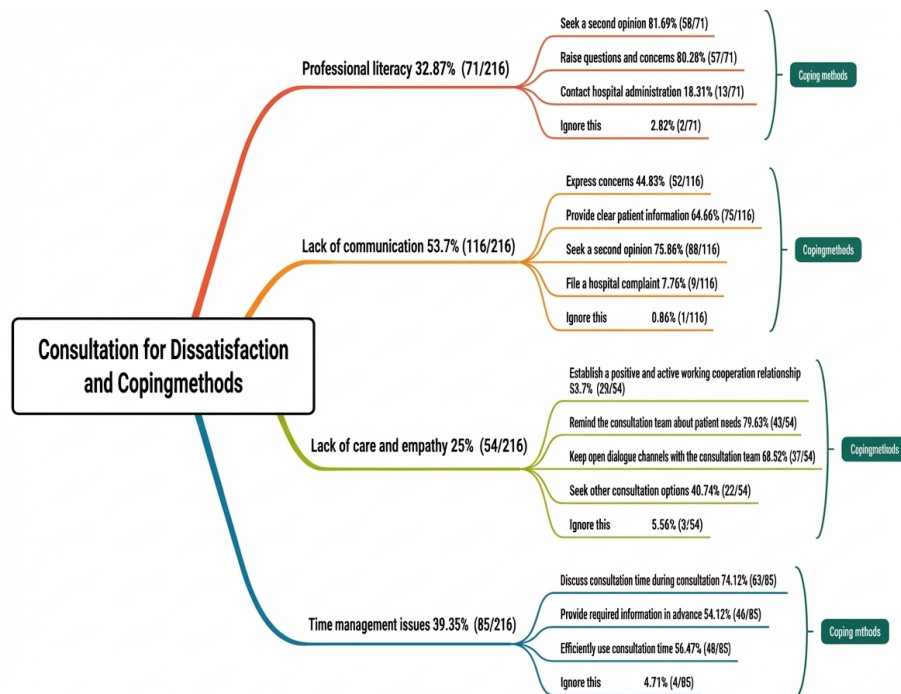 Consultation for Dissatisfaction
and Copingmethods
Professional literacy 32.87% (71/216)
Seek a second opinion 81.69% (58/71)
Raise questions and concerns 80.28% (57/71)
Contact hospital administration 18.31% (13/71)
Ignore this 2.82% (2/71)
Coping methods
Lack of communication 53.7% (116/216)
Express concerns 44.83% (52/116)
Provide clear patient information 64.66% (75/116)
Seek a second opinion 75.86% (88/116)
File a hospital complaint 7.76% (9/116)
Ignore this 0.86% (1/116)
Copingmethods
Lack of care and empathy 25% (54/216)
Establish a positive and active working cooperation relationship
53.7% (29/54)
Remind the consultation team about patient needs 79.63% (43/54)
Keep open dialogue channels with the consultation team 68.52% (37/54)
Seek other consultation options 40.74% (22/54)
Ignore this 5.56% (3/54)
Copingmethods
Time management issues 39.35% (85/216)
Discuss consultation time during consultation 74.12% (63/85)
Provide required information in advance 54.12% (46/85)
Efficiently use consultation time 56.47% (48/85)
Ignore this 4.71% (4/85)
Coping mthods